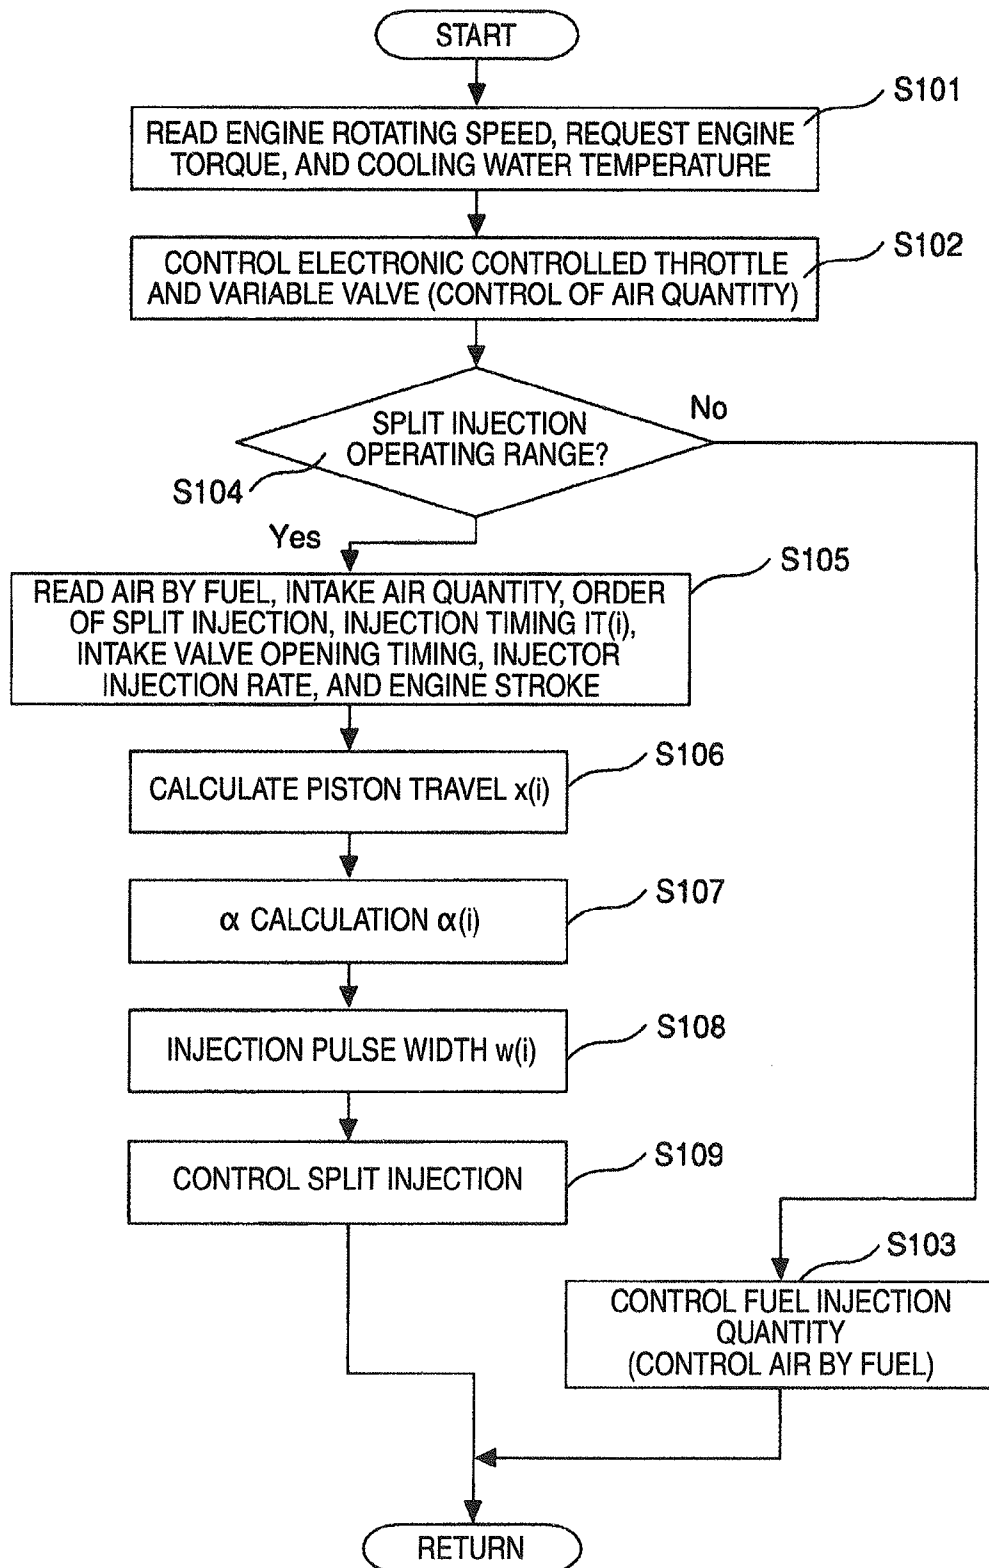 START
S101
READ ENGINE ROTATING SPEED, REQUEST ENGINE
TORQUE, AND COOLING WATER TEMPERATURE
S102
CONTROL ELECTRONIC CONTROLLED THROTTLE
AND VARIABLE VALVE (CONTROL OF AIR QUANTITY)
No
SPLIT INJECTION
OPERATING RANGE?
S104
Yes
S105
READ AIR BY FUEL, INTAKE AIR QUANTITY, ORDER
OF SPLIT INJECTION, INJECTION TIMING IT(i),
INTAKE VALVE OPENING TIMING, INJECTOR
INJECTION RATE, AND ENGINE STROKE
S106
CALCULATE PISTON TRAVEL x(i)
S107
α CALCULATION α(i)
S108
INJECTION PULSE WIDTH w(i)
S109
CONTROL SPLIT INJECTION
S103
CONTROL FUEL INJECTION
QUANTITY
(CONTROL AIR BY FUEL)
RETURN